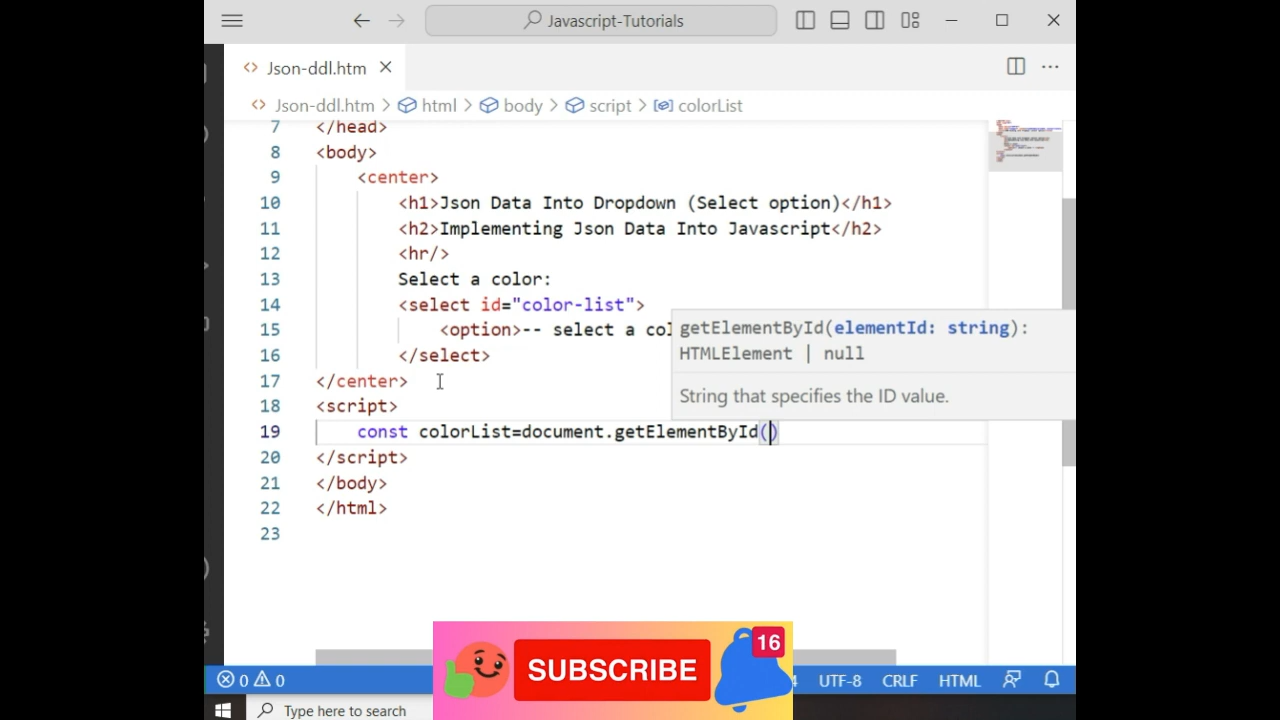 Javascript-Tutorials
Json-ddl.htm
Json-ddl.htm > html > body > script > colorList
7 </head>
8 <body>
9 <center>
10 <h1>Json Data Into Dropdown (Select option)</h1>
11 <h2>Implementing Json Data Into Javascript</h2>
12 <hr/>
13 Select a color:
14 <select id="color-list">
15 <option>-- select a col
getElementById(elementId: string):
HTMLElement | null
String that specifies the ID value.
16 </select>
17 </center>
18 <script>
19 const colorList=document.getElementById()
20 </script>
21 </body>
22 </html>
23
16
SUBSCRIBE
0 0
UTF-8 CRLF HTML
Type here to search